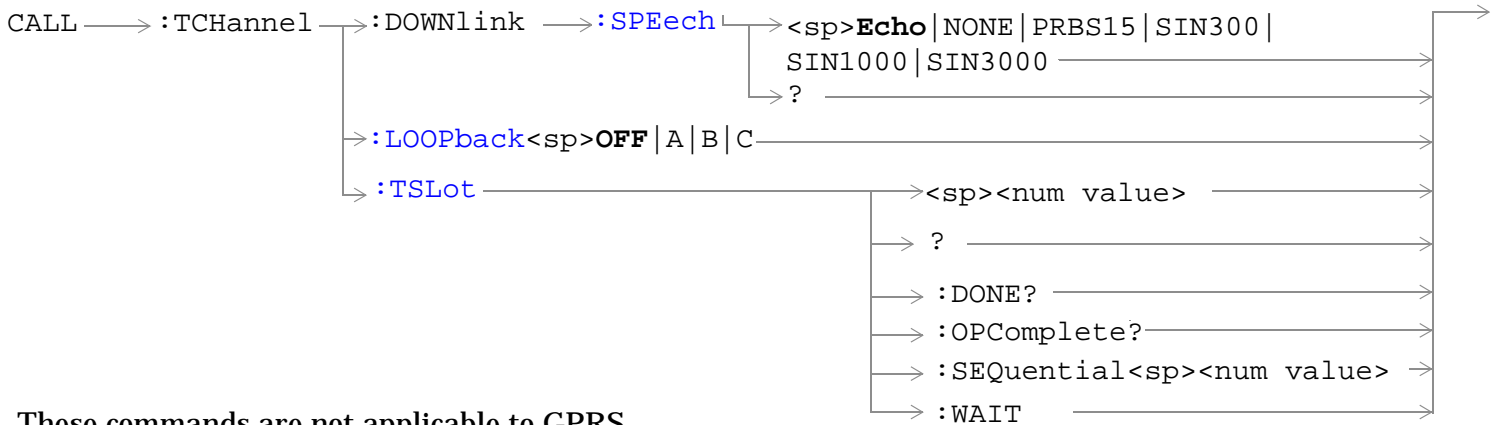 CALL :TCHannel :DOWNlink :SPEech <sp>Echo|NONE|PRBS15|SIN300|
SIN1000|SIN3000
?
:LOOPback<sp>OFF|A|B|C
:TSLot <sp><num value>
?
:DONE?
:OPComplete?
:SEQuential<sp><num value>
:WAIT
These commands are not applicable to GPRS